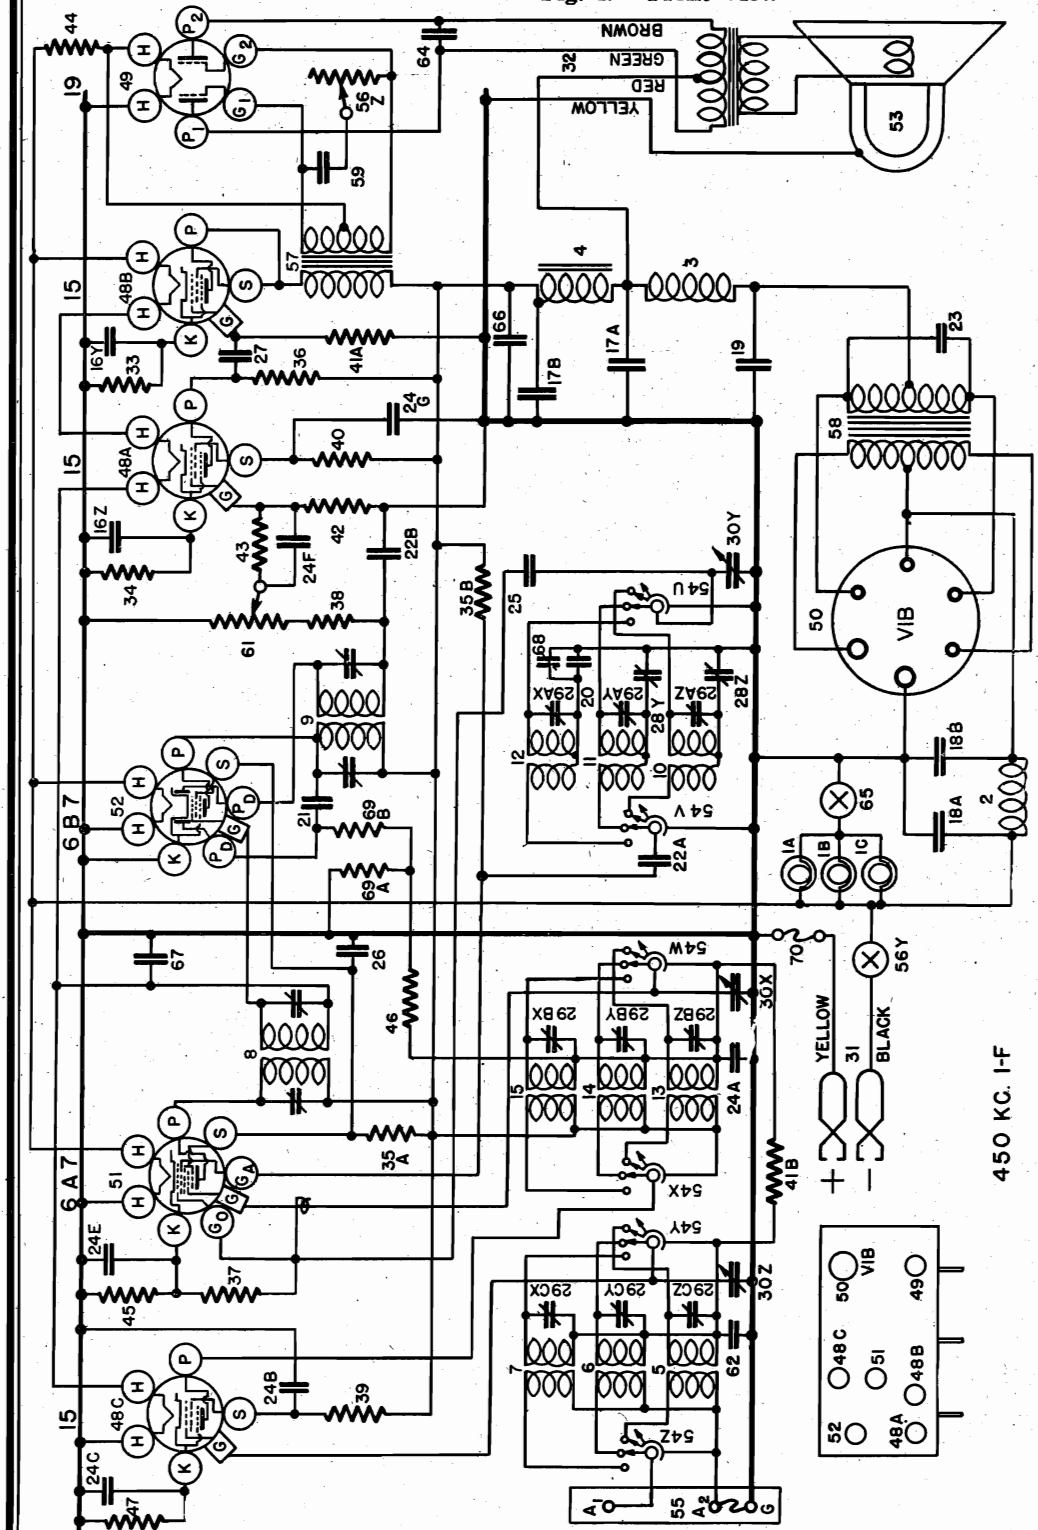 44
19
49
H
H
P2
G2
G1
P1
56
Z
59
64
BROWN
GREEN
RED
YELLOW
32
53
15
48B
H
H
P
S
G
K
16Y
33
57
27
36
41A
66
4
3
17B
17A
19
23
58
15
48A
H
H
P
S
G
K
16Z
34
24
G
40
42
43
24F
22B
35B
38
61
25
30Y
54U
68
20
29AX
29AY
28Y
29AZ
28Z
12
11
10
54V
22A
50
VIB
18B
18A
2
65
1A
1B
1C
6B7
52
H
H
P
S
PD
G
PD
K
9
21
69
B
69
A
67
26
46
8
54W
30X
29BX
29BY
29BZ
15
14
13
24A
54X
41B
70
YELLOW
31
BLACK
56Y
+
−
6A7
51
H
H
P
S
GA
G
GO
K
24E
45
37
35
A
54Y
30Z
29CX
29CY
29CZ
7
6
5
62
54Z
15
48C
H
H
P
S
G
K
24C
47
24B
39
A1
55
A2
G
50
VIB
49
48C
51
48B
52
48A
450 KC. I-F